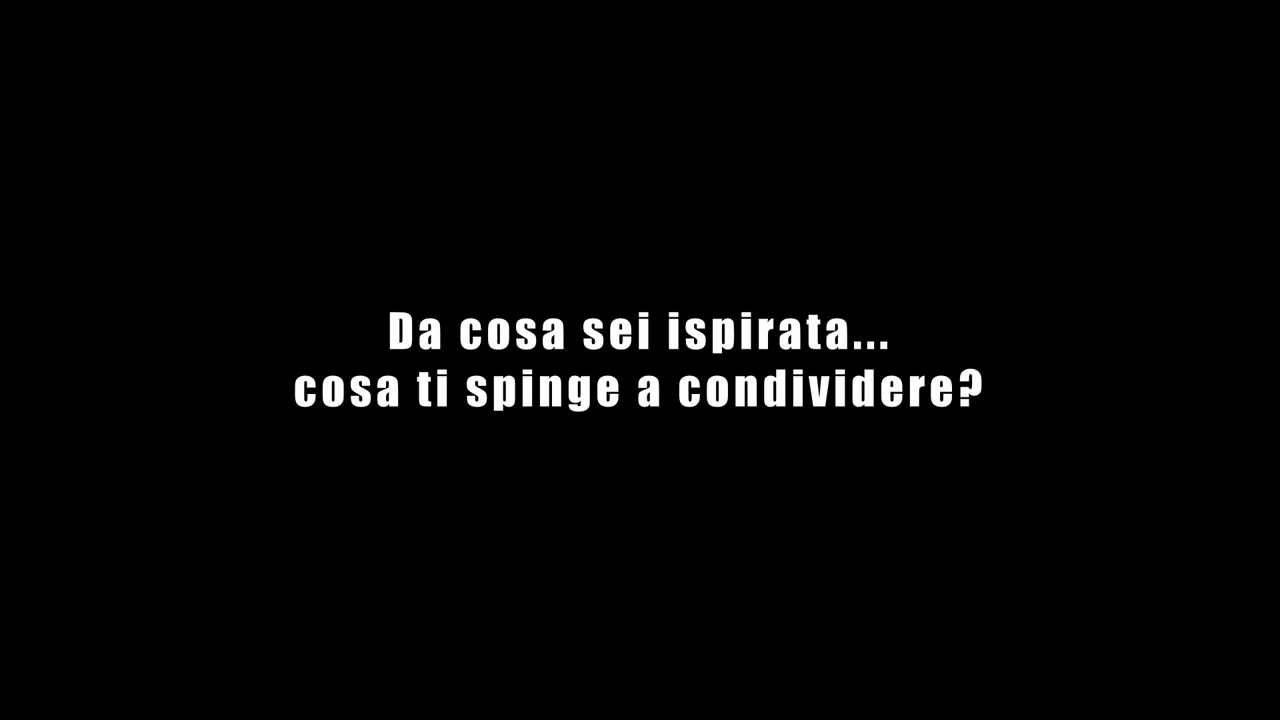 Da cosa sei ispirata...
cosa ti spinge a condividere?